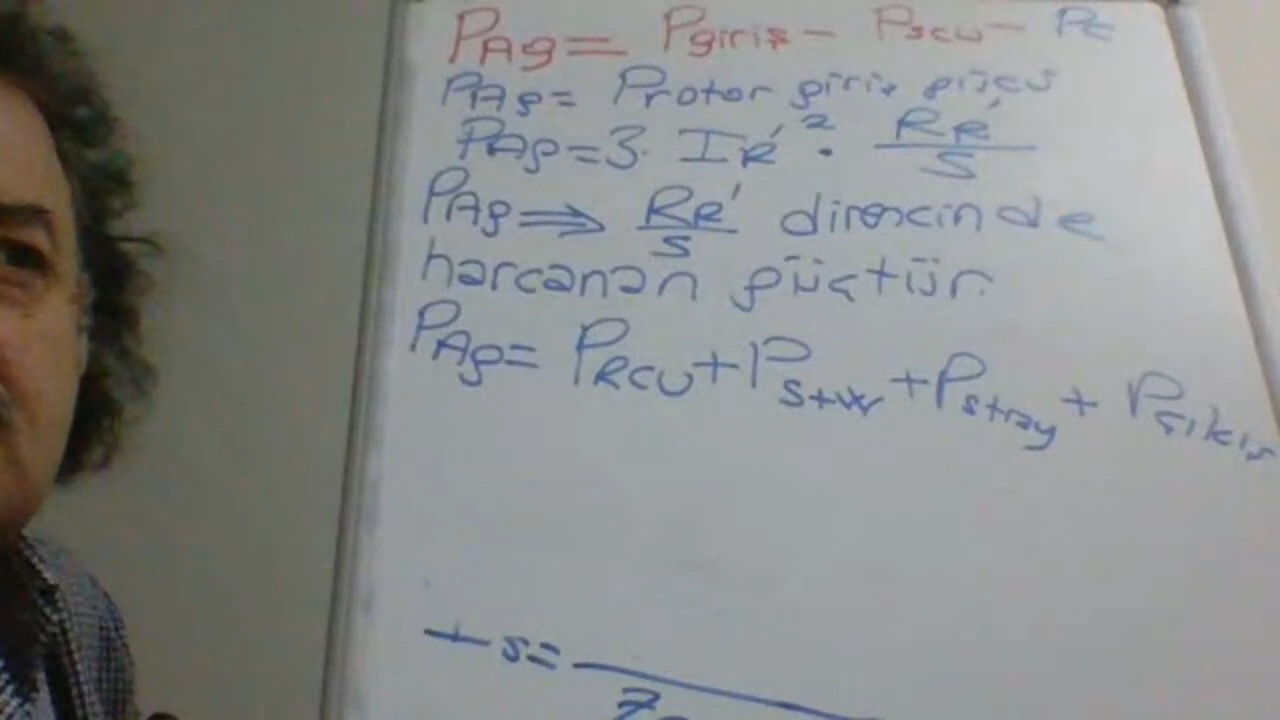 PAg = Pgiriş - Pscu - Pc
PAg = Protor giriş gücü
PAg = 3. IR'² . RR'/s
PAg ⇒ RR'/s direncinde
harcanan güçtür.
PAg = PRCU + PS+W + Pstray + Pçıkış
s =